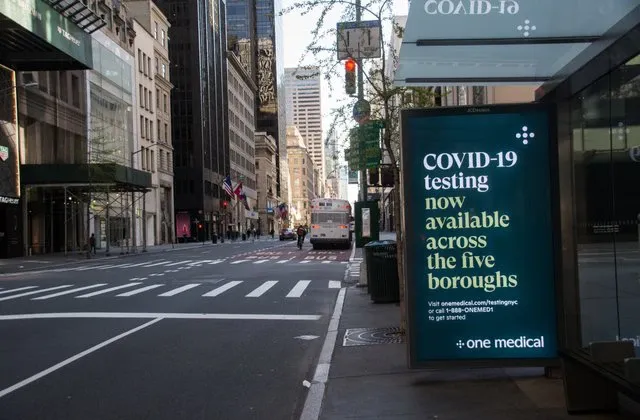 COVID-19
COVID-19
testing
now
available
across
the five
boroughs
Visit onemedical.com/testingnyc
or call 1-888-ONEMED1
to get started
one medical
BUS